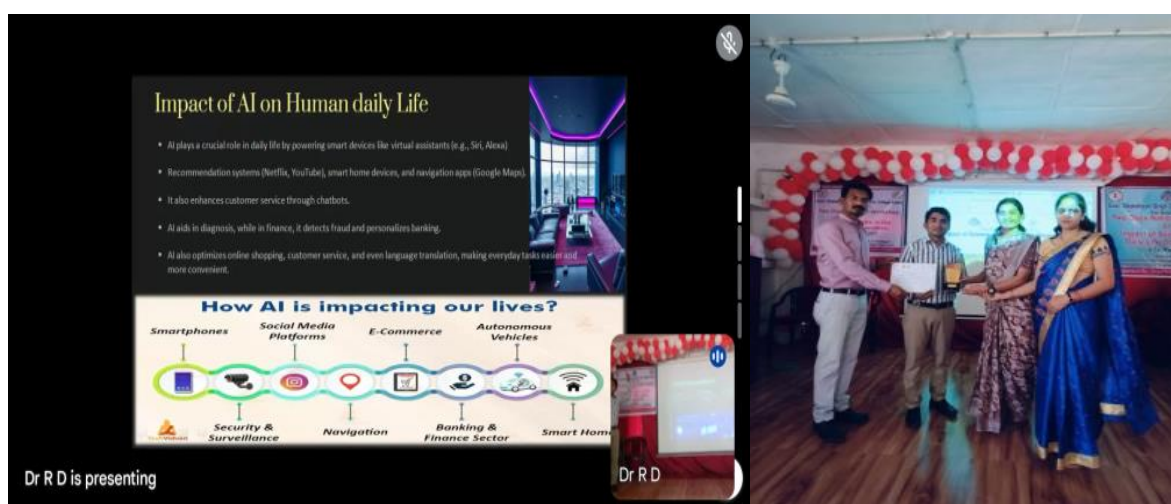 Impact of AI on Human daily Life
• AI plays a crucial role in daily life by powering smart devices like virtual assistants (e.g., Siri, Alexa)
• Recommendation systems (Netflix, YouTube), smart home devices, and navigation apps (Google Maps).
• It also enhances customer service through chatbots.
• AI aids in diagnosis, while in finance, it detects fraud and personalizes banking.
• AI also optimizes online shopping, customer service, and even language translation, making everyday tasks easier and
more convenient.
How AI is impacting our lives?
Smartphones
Social Media
Platforms
E-Commerce
Autonomous
Vehicles
Security &
Surveillance
Navigation
Banking &
Finance Sector
Smart Home
Dr R D is presenting
Dr R D